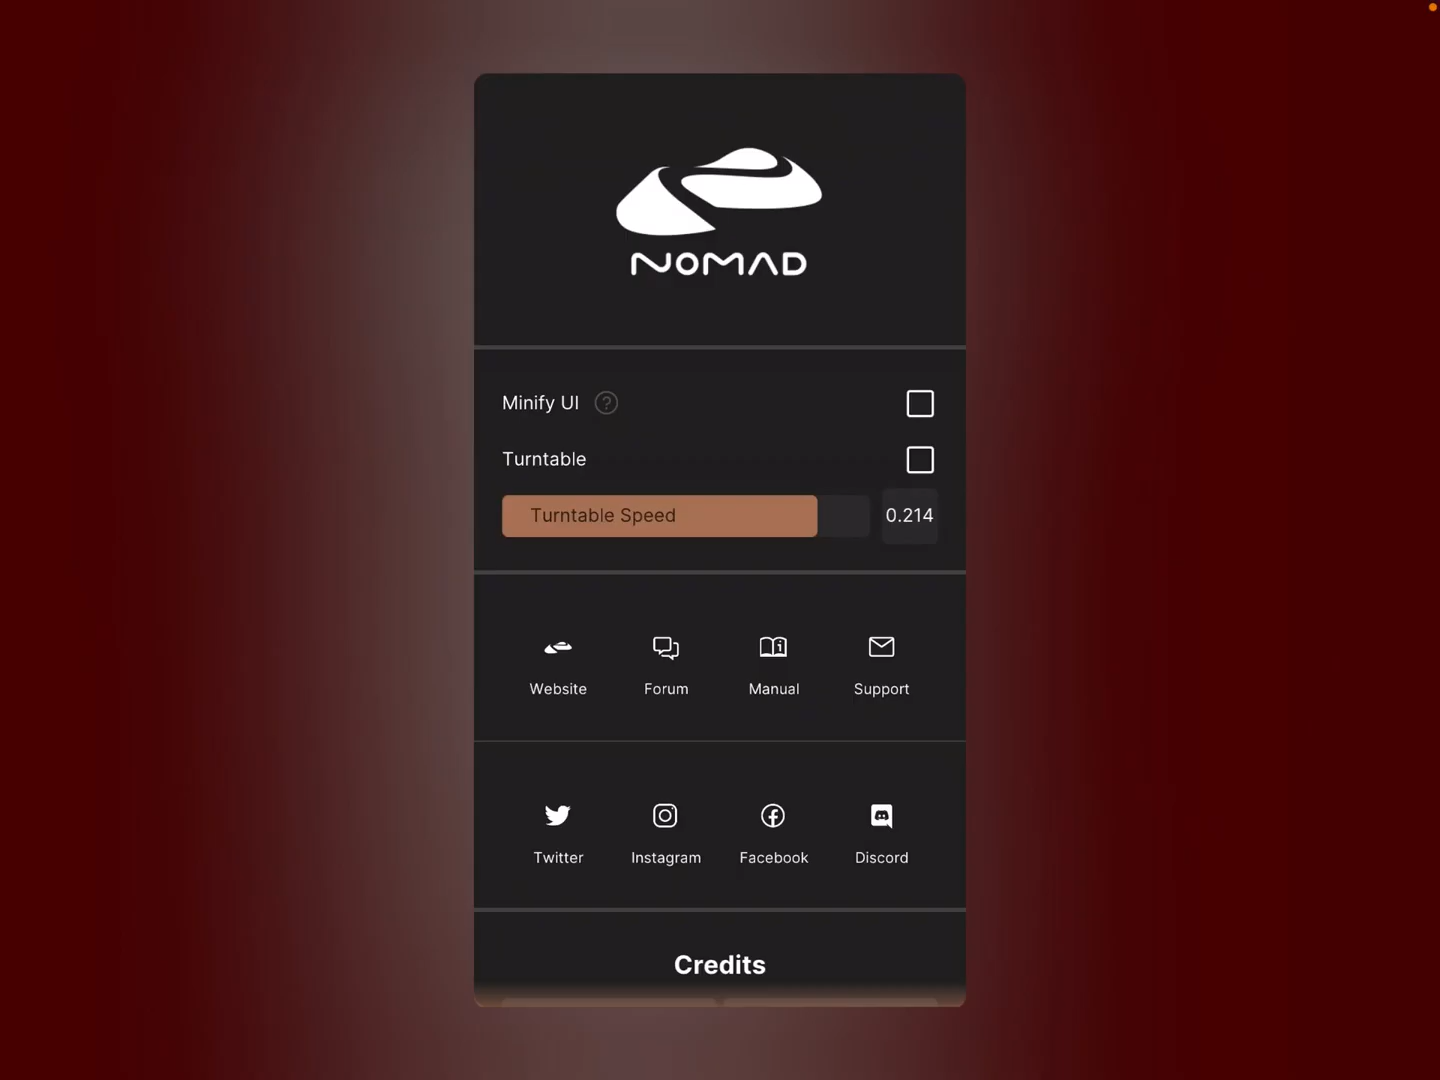 NOMAD
Minify UI ?
Turntable
Turntable Speed 0.214
Website Forum Manual Support
Twitter Instagram Facebook Discord
Credits